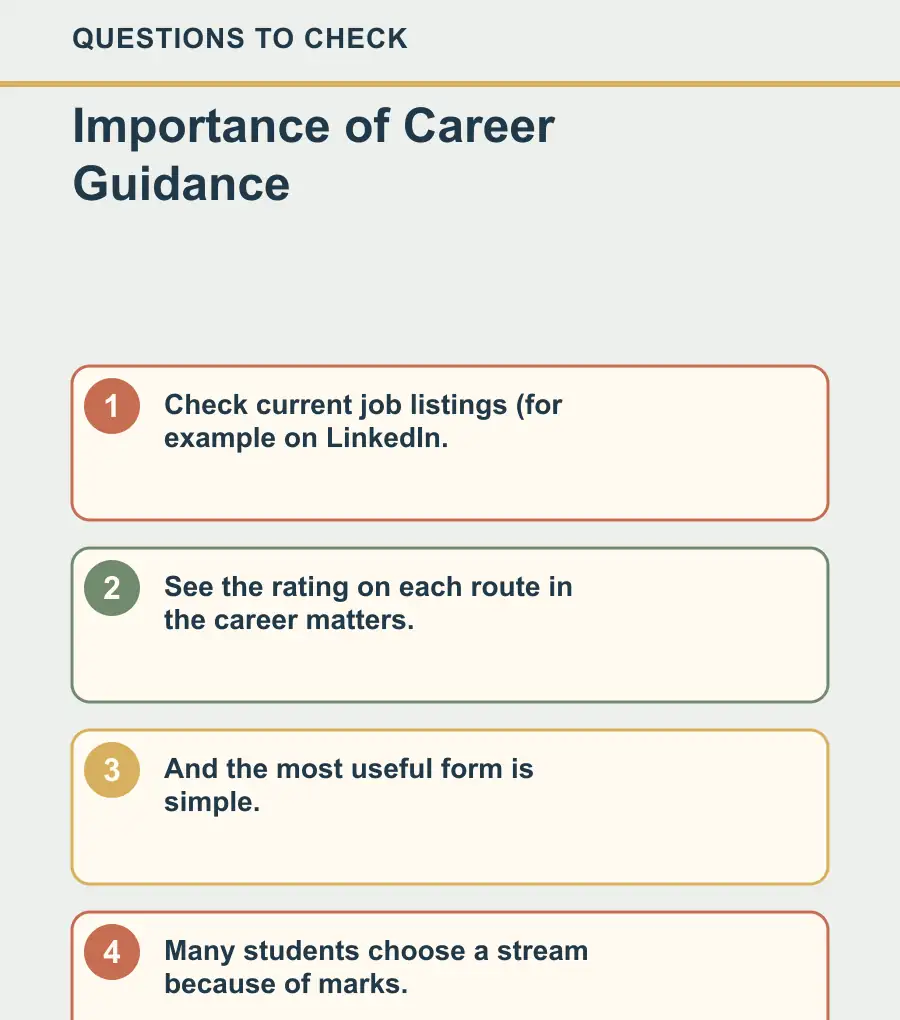 QUESTIONS TO CHECK
Importance of Career
Guidance
1
Check current job listings (for
example on LinkedIn.
2
See the rating on each route in
the career matters.
3
And the most useful form is
simple.
4
Many students choose a stream
because of marks.